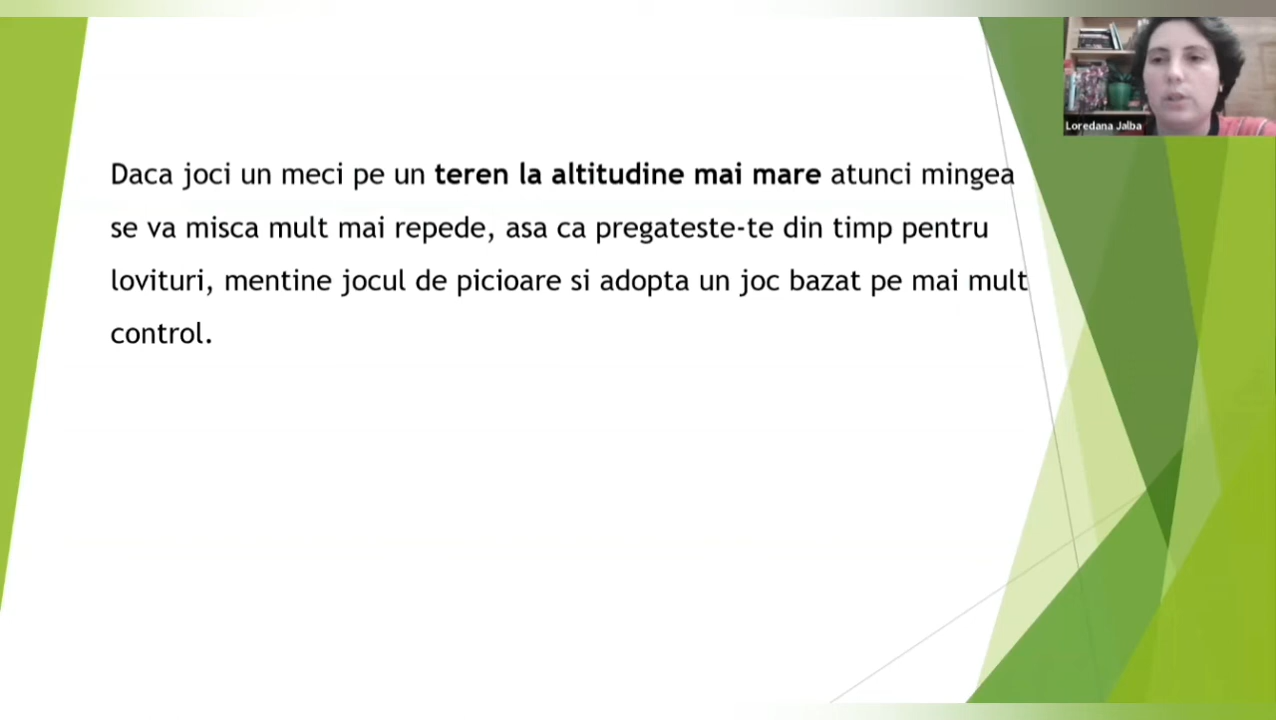 Loredana Jalba
Daca joci un meci pe un teren la altitudine mai mare atunci mingea
se va misca mult mai repede, asa ca pregateste-te din timp pentru
lovituri, mentine jocul de picioare si adopta un joc bazat pe mai mult
control.